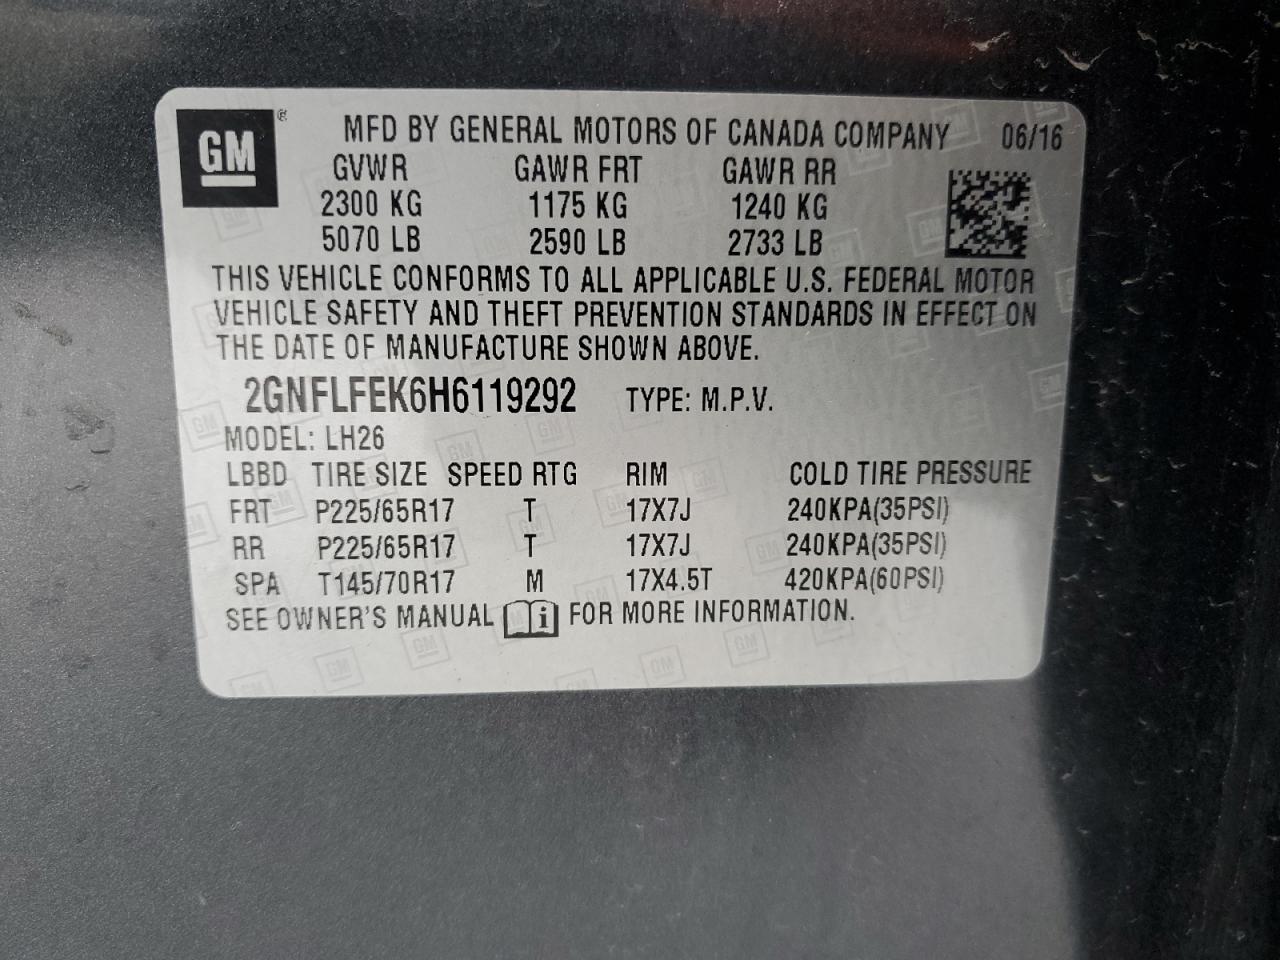 GM® MFD BY GENERAL MOTORS OF CANADA COMPANY 06/16
GVWR GAWR FRT GAWR RR
2300 KG 1175 KG 1240 KG
5070 LB 2590 LB 2733 LB
THIS VEHICLE CONFORMS TO ALL APPLICABLE U.S. FEDERAL MOTOR
VEHICLE SAFETY AND THEFT PREVENTION STANDARDS IN EFFECT ON
THE DATE OF MANUFACTURE SHOWN ABOVE.
2GNFLFEK6H6119292 TYPE: M.P.V.
MODEL: LH26
LBBD TIRE SIZE SPEED RTG RIM COLD TIRE PRESSURE
FRT P225/65R17 T 17X7J 240KPA(35PSI)
RR P225/65R17 T 17X7J 240KPA(35PSI)
SPA T145/70R17 M 17X4.5T 420KPA(60PSI)
SEE OWNER'S MANUAL i FOR MORE INFORMATION.